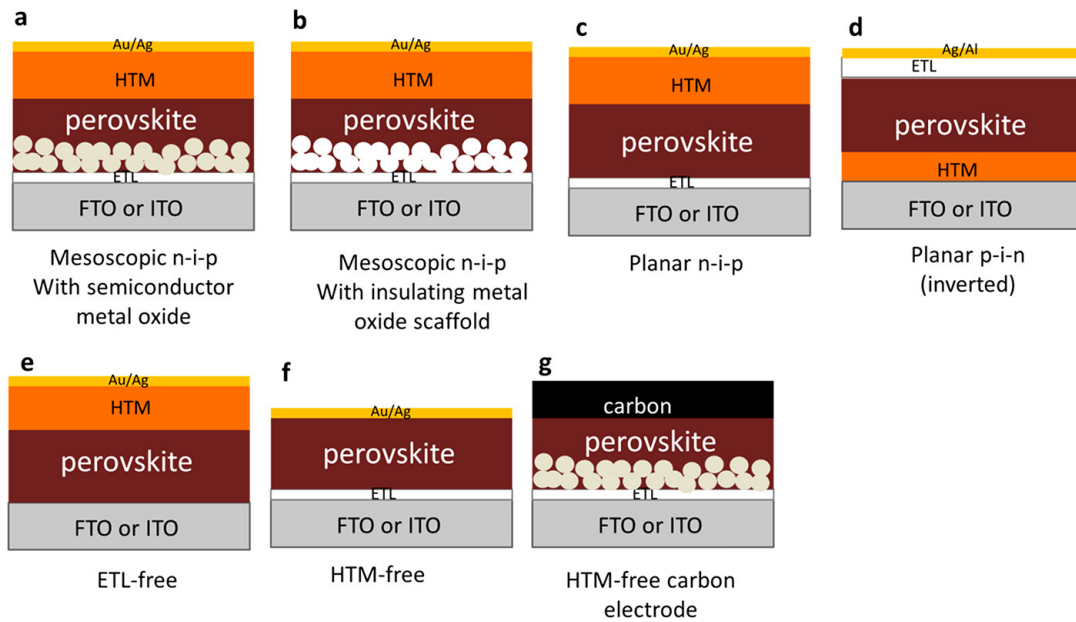 a
Au/Ag
HTM
perovskite
ETL
FTO or ITO
Mesoscopic n-i-p
With semiconductor
metal oxide
b
Au/Ag
HTM
perovskite
ETL
FTO or ITO
Mesoscopic n-i-p
With insulating metal
oxide scaffold
c
Au/Ag
HTM
perovskite
ETL
FTO or ITO
Planar n-i-p
d
Ag/Al
ETL
perovskite
HTM
FTO or ITO
Planar p-i-n
(inverted)
e
Au/Ag
HTM
perovskite
FTO or ITO
ETL-free
f
Au/Ag
perovskite
ETL
FTO or ITO
HTM-free
g
carbon
perovskite
ETL
FTO or ITO
HTM-free carbon
electrode